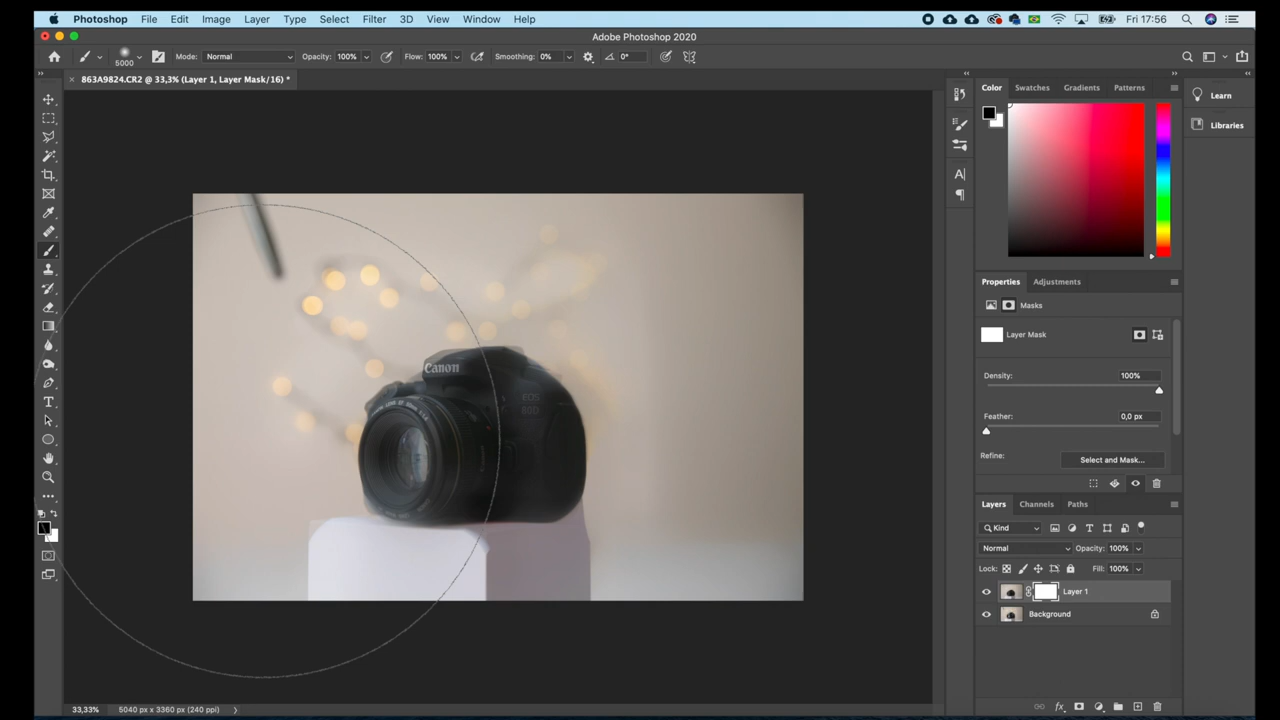 Photoshop File Edit Image Layer Type Select Filter 3D View Window Help Fri 17:56
Adobe Photoshop 2020
5000 Mode: Normal Opacity: 100% Flow: 100% Smoothing: 0% 0°
863A9824.CR2 @ 33,3% (Layer 1, Layer Mask/16) *
Color Swatches Gradients Patterns
Learn
Libraries
Properties Adjustments
Masks
Layer Mask
Density: 100%
Feather: 0,0 px
Refine: Select and Mask...
Layers Channels Paths
Kind
Normal Opacity: 100%
Lock: Fill: 100%
Layer 1
Background
Canon
EOS
80D
33,33% 5040 px x 3360 px (240 ppi)